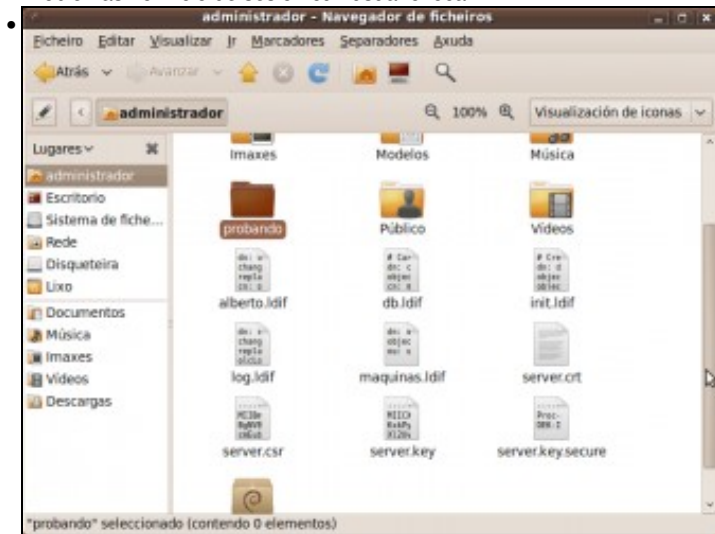 administrador - Navegador de ficheiros
Ficheiro Editar Visualizar Ir Marcadores Separadores Axuda
Atrás Avanzar
administrador 100% Visualización de iconas
Lugares
administrador
Escritorio
Sistema de fiche...
Rede
Disqueteira
Lixo
Documentos
Música
Imaxes
Vídeos
Descargas
Imaxes Modelos Música
probando Público Vídeos
alberto.ldif db.ldif init.ldif
log.ldif maquinas.ldif server.crt
server.csr server.key server.key.secure
"probando" seleccionado (contendo 0 elementos)